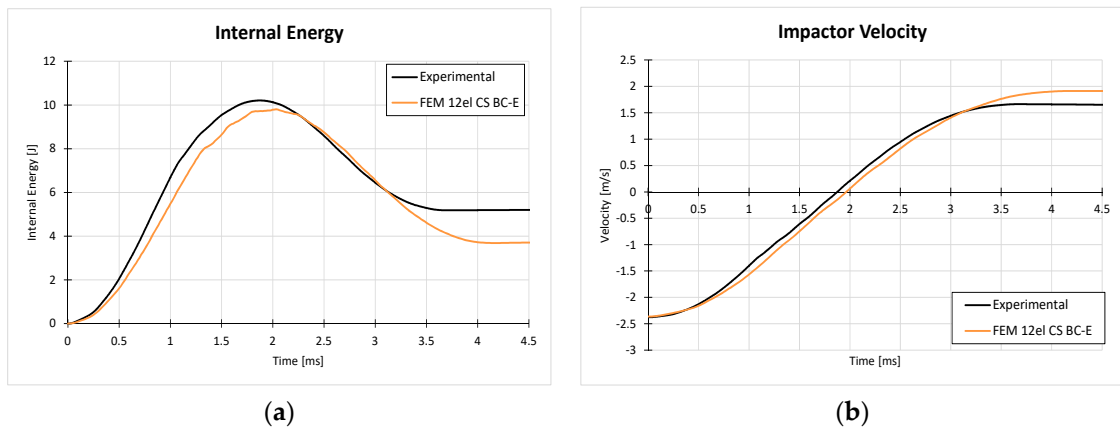 Internal Energy
12
10
8
6
4
2
0
Internal Energy [J]
Experimental
FEM 12el CS BC-E
0 0.5 1 1.5 2 2.5 3 3.5 4 4.5
Time [ms]
(a)
Impactor Velocity
2.5
2
1.5
1
0.5
0
-0.5
-1
-1.5
-2
-2.5
-3
Velocity [m/s]
0 0.5 1 1.5 2 2.5 3 3.5 4 4.5
Experimental
FEM 12el CS BC-E
Time [ms]
(b)